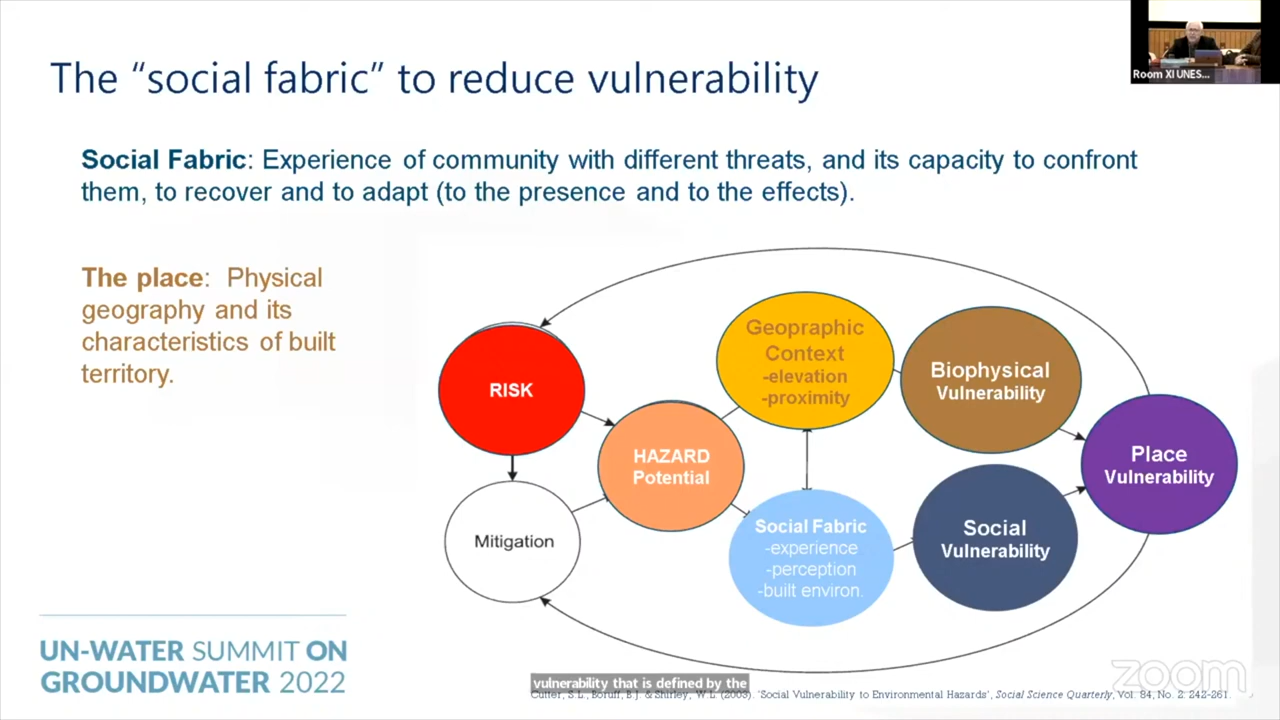 Room XI UNES...
The “social fabric” to reduce vulnerability
Social Fabric: Experience of community with different threats, and its capacity to confront
them, to recover and to adapt (to the presence and to the effects).
The place: Physical
geography and its
characteristics of built
territory.
RISK
Mitigation
HAZARD
Potential
Geopraphic
Context
-elevation
-proximity
Social Fabric
-experience
-perception
-built environ.
Biophysical
Vulnerability
Social
Vulnerability
Place
Vulnerability
UN-WATER SUMMIT ON
GROUNDWATER 2022
zoom
vulnerability that is defined by the
Cutter, S.L., Boruff, B.J. & Shirley, W.L. (2003). 'Social Vulnerability to Environmental Hazards', Social Science Quarterly, Vol. 84, No. 2: 242-261.